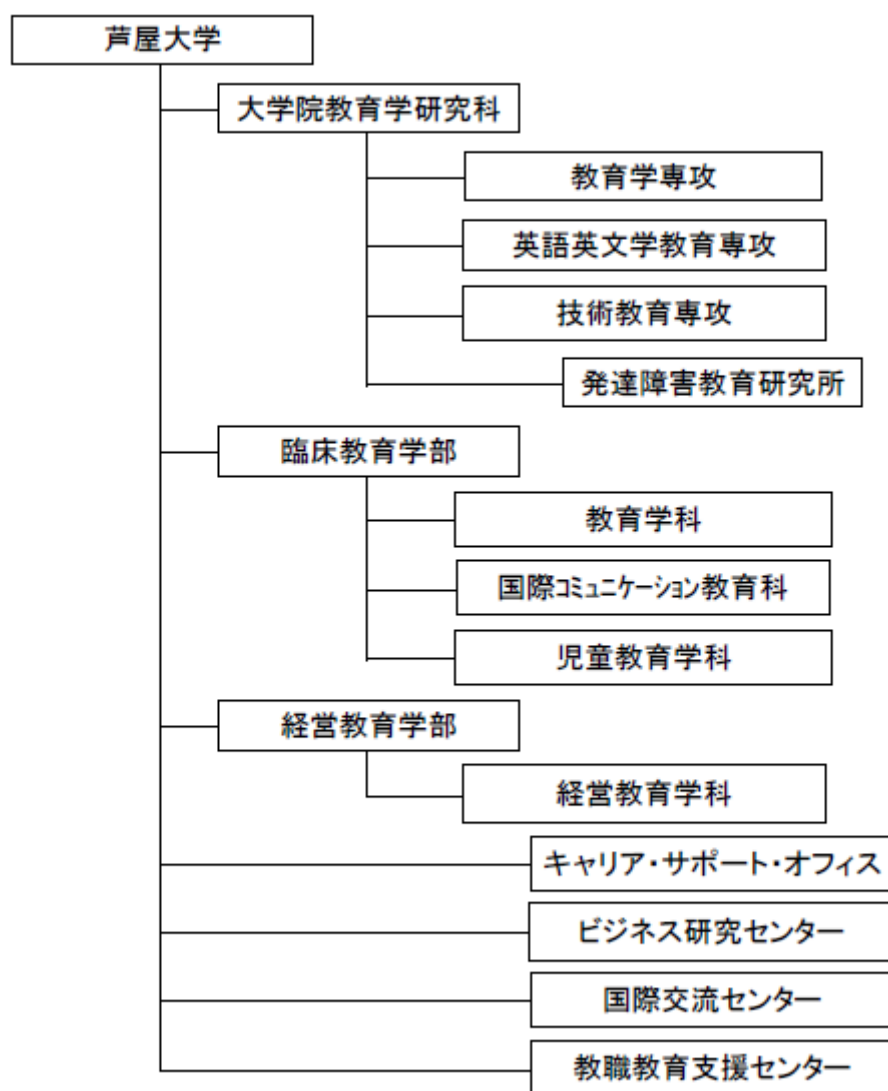 芦屋大学
大学院教育学研究科
教育学専攻
英語英文学教育専攻
技術教育専攻
発達障害教育研究所
臨床教育学部
教育学科
国際ｺﾐｭﾆｹｰｼｮﾝ教育科
児童教育学科
経営教育学部
経営教育学科
キャリア・サポート・オフィス
ビジネス研究センター
国際交流センター
教職教育支援センター